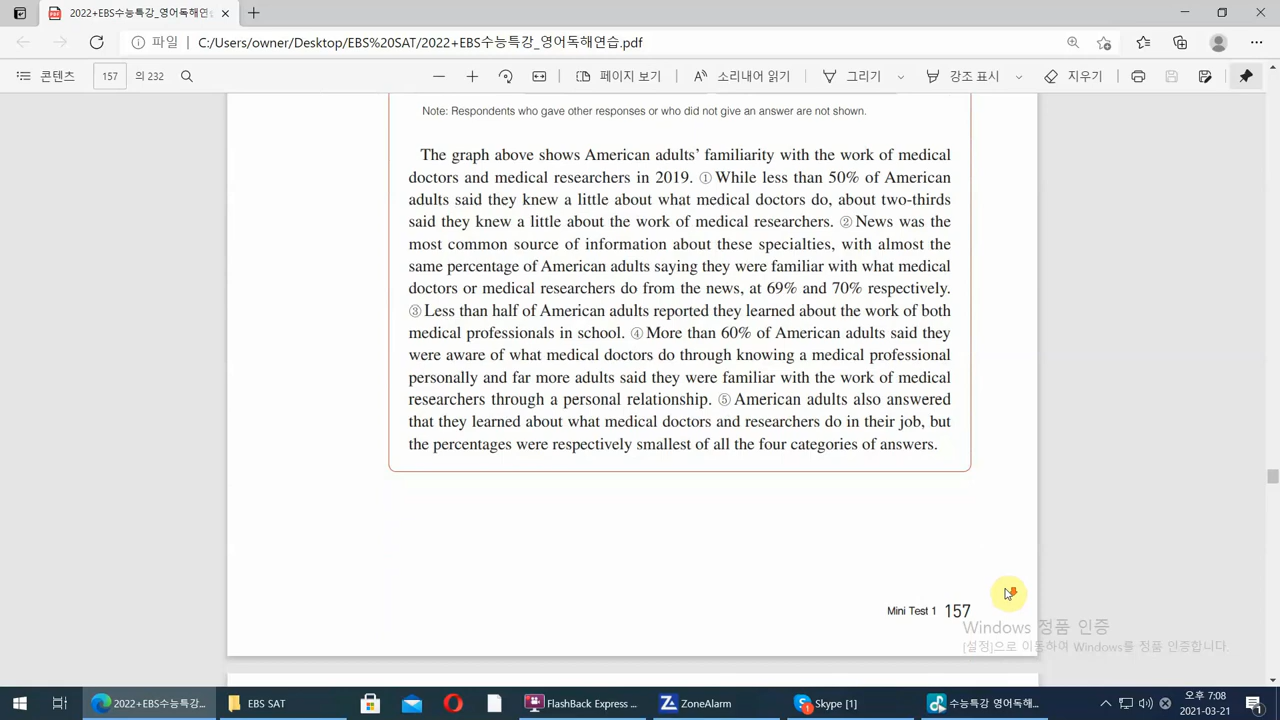 2022+EBS수능특강_영어독해연습
파일 C:/Users/owner/Desktop/EBS%20SAT/2022+EBS수능특강_영어독해연습.pdf
콘텐츠 157 의 232 페이지 보기 소리내어 읽기 그리기 강조 표시 지우기
Note: Respondents who gave other responses or who did not give an answer are not shown.
The graph above shows American adults’ familiarity with the work of medical
doctors and medical researchers in 2019. ① While less than 50% of American
adults said they knew a little about what medical doctors do, about two-thirds
said they knew a little about the work of medical researchers. ② News was the
most common source of information about these specialties, with almost the
same percentage of American adults saying they were familiar with what medical
doctors or medical researchers do from the news, at 69% and 70% respectively.
③ Less than half of American adults reported they learned about the work of both
medical professionals in school. ④ More than 60% of American adults said they
were aware of what medical doctors do through knowing a medical professional
personally and far more adults said they were familiar with the work of medical
researchers through a personal relationship. ⑤ American adults also answered
that they learned about what medical doctors and researchers do in their job, but
the percentages were respectively smallest of all the four categories of answers.
Mini Test 1 157
Windows 정품 인증
[설정]으로 이동하여 Windows를 정품 인증합니다.
2022+EBS수능특강... EBS SAT FlashBack Express ... ZoneAlarm Skype [1] 수능특강 영어독해... 오후 7:08
2021-03-21